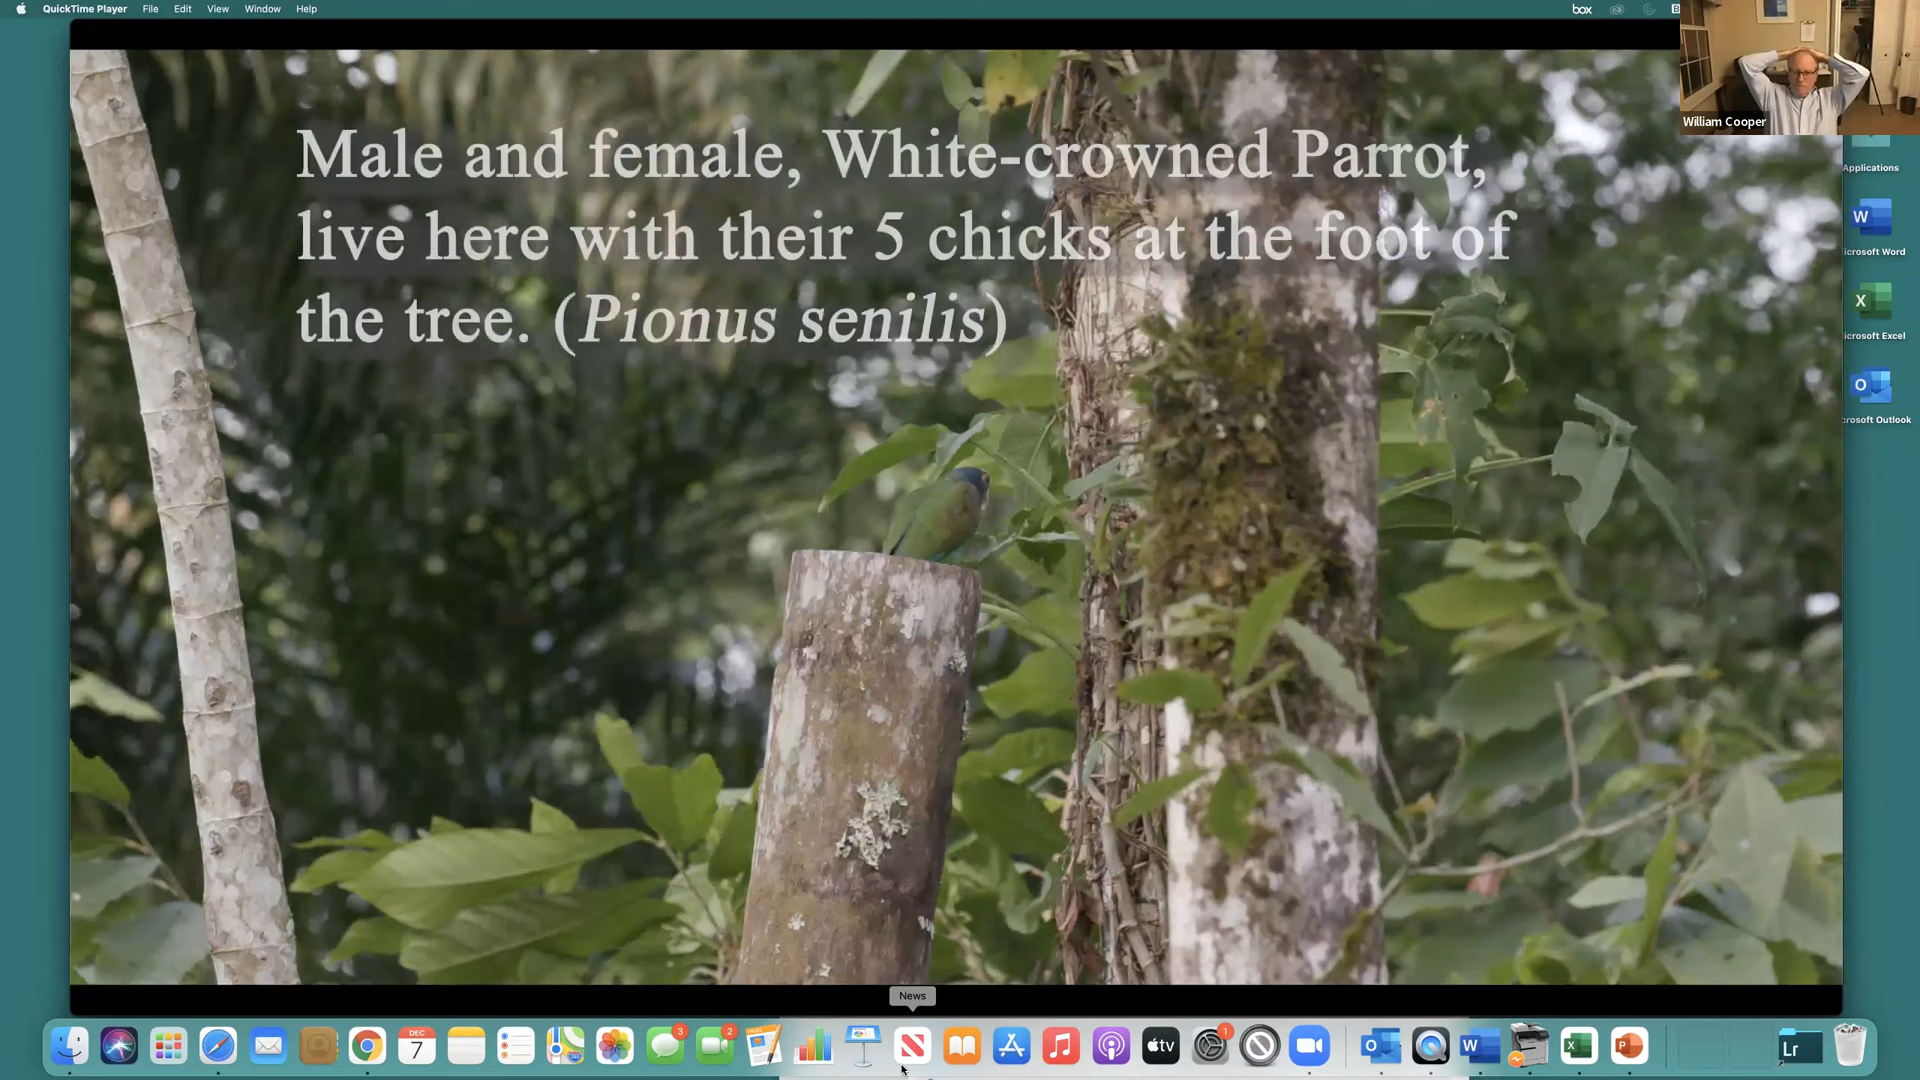 QuickTime Player File Edit View Window Help
box
William Cooper
Male and female, White-crowned Parrot,
live here with their 5 chicks at the foot of
the tree. (Pionus senilis)
Applications
W
icrosoft Word
X
icrosoft Excel
O
crosoft Outlook
News
DEC
7
3
2
1
tv
O
W
X
P
Lr